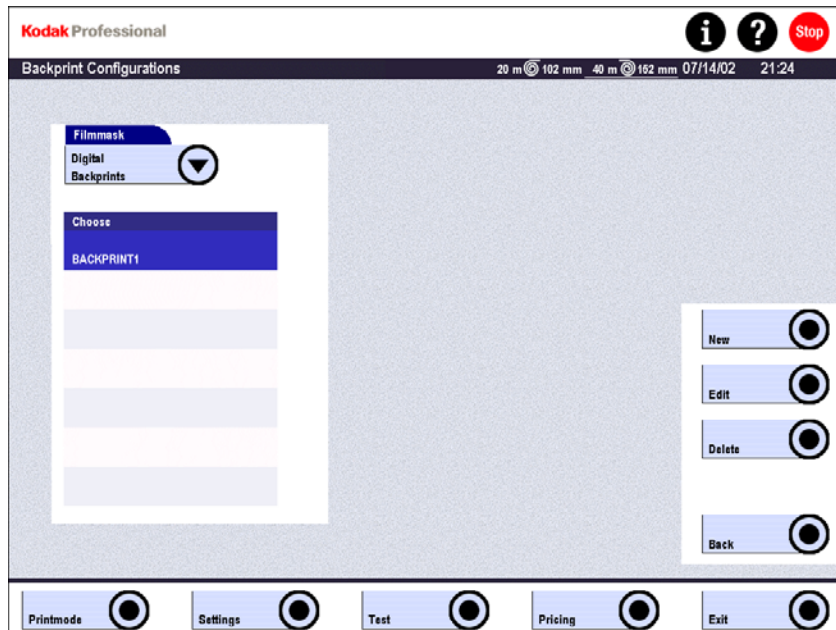 Kodak Professional
i ? Stop
Backprint Configurations 20 m 102 mm 40 m 152 mm 07/14/02 21:24
Filmmask
Digital
Backprints
Choose
BACKPRINT1
New
Edit
Delete
Back
Printmode Settings Test Pricing Exit